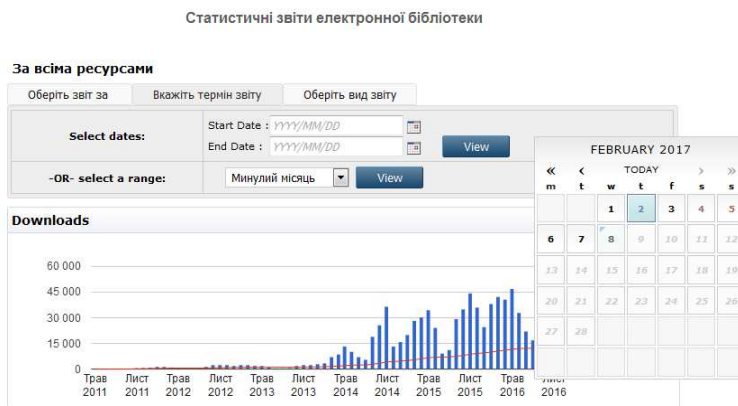 Статистичні звіти електронної бібліотеки
За всіма ресурсами
Оберіть звіт за Вкажіть термін звіту Оберіть вид звіту
Select dates:
Start Date : YYYY/MM/DD
End Date : YYYY/MM/DD
View
-OR- select a range: Минулий місяць View
FEBRUARY 2017
« ‹ TODAY › »
m t w t f s s
1 2 3 4 5
6 7 8 9 10 11 12
13 14 15 16 17 18 19
20 21 22 23 24 25 26
27 28
Downloads
60 000
45 000
30 000
15 000
0
Трав Лист Трав Лист Трав Лист Трав Лист Трав Лист Трав
2011 2011 2012 2012 2013 2013 2014 2014 2015 2015 2016 2016